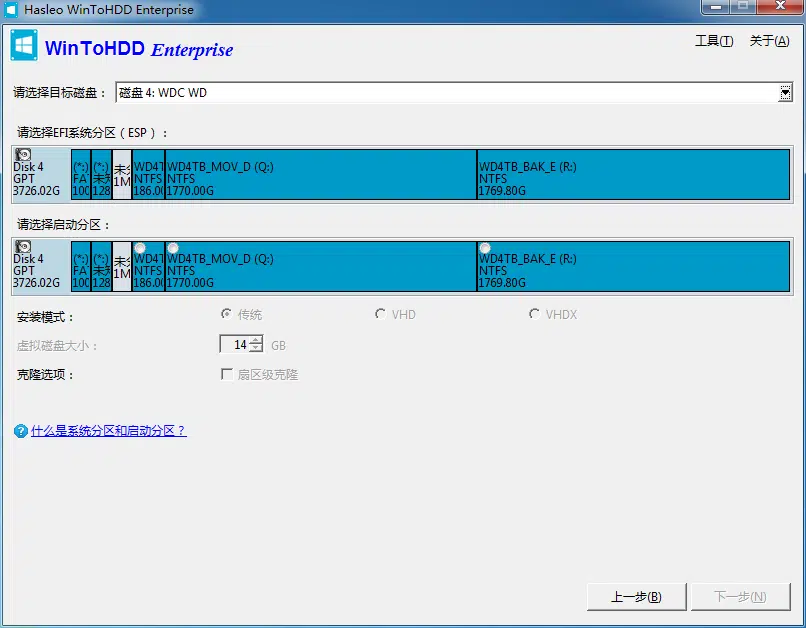 Hasleo WinToHDD Enterprise
WinToHDD Enterprise
工具(T) 关于(A)
请选择目标磁盘： 磁盘 4: WDC WD
请选择EFI系统分区（ESP）：
Disk 4
GPT
3726.02G
(*:)
FA
100
(*:)
未
128
未
1M
WD4T
NTFS
186.0
WD4TB_MOV_D (Q:)
NTFS
1770.00G
WD4TB_BAK_E (R:)
NTFS
1769.80G
请选择启动分区：
Disk 4
GPT
3726.02G
(*:)
FA
100
(*:)
未
128
未
1M
WD4T
NTFS
186.0
WD4TB_MOV_D (Q:)
NTFS
1770.00G
WD4TB_BAK_E (R:)
NTFS
1769.80G
安装模式： 传统 VHD VHDX
虚拟磁盘大小： 14 GB
克隆选项： 扇区级克隆
什么是系统分区和启动分区？
上一步(B) 下一步(N)